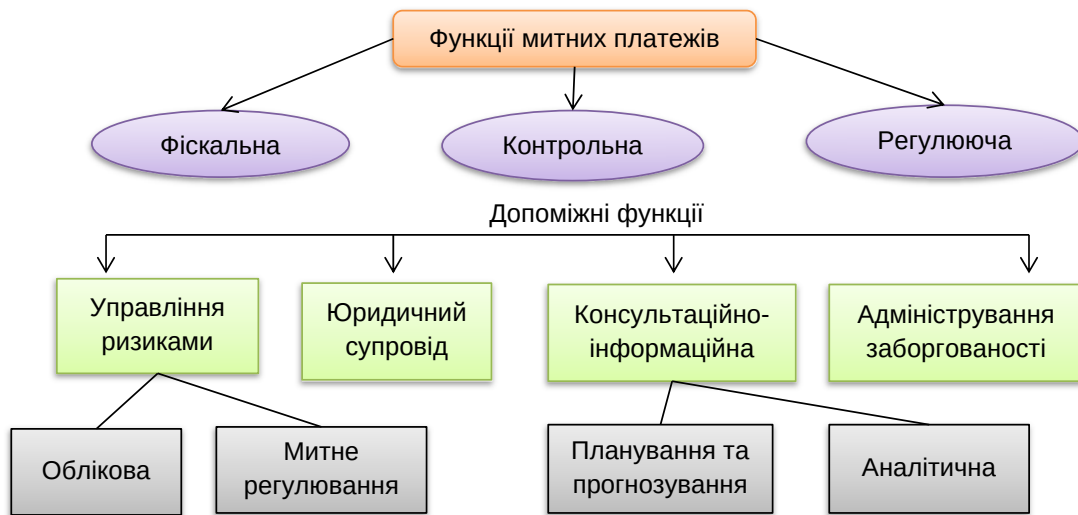 Функції митних платежів
Фіскальна
Контрольна
Регулююча
Допоміжні функції
Управління
ризиками
Юридичний
супровід
Консультаційно-
інформаційна
Адміністрування
заборгованості
Облікова
Митне
регулювання
Планування та
прогнозування
Аналітична